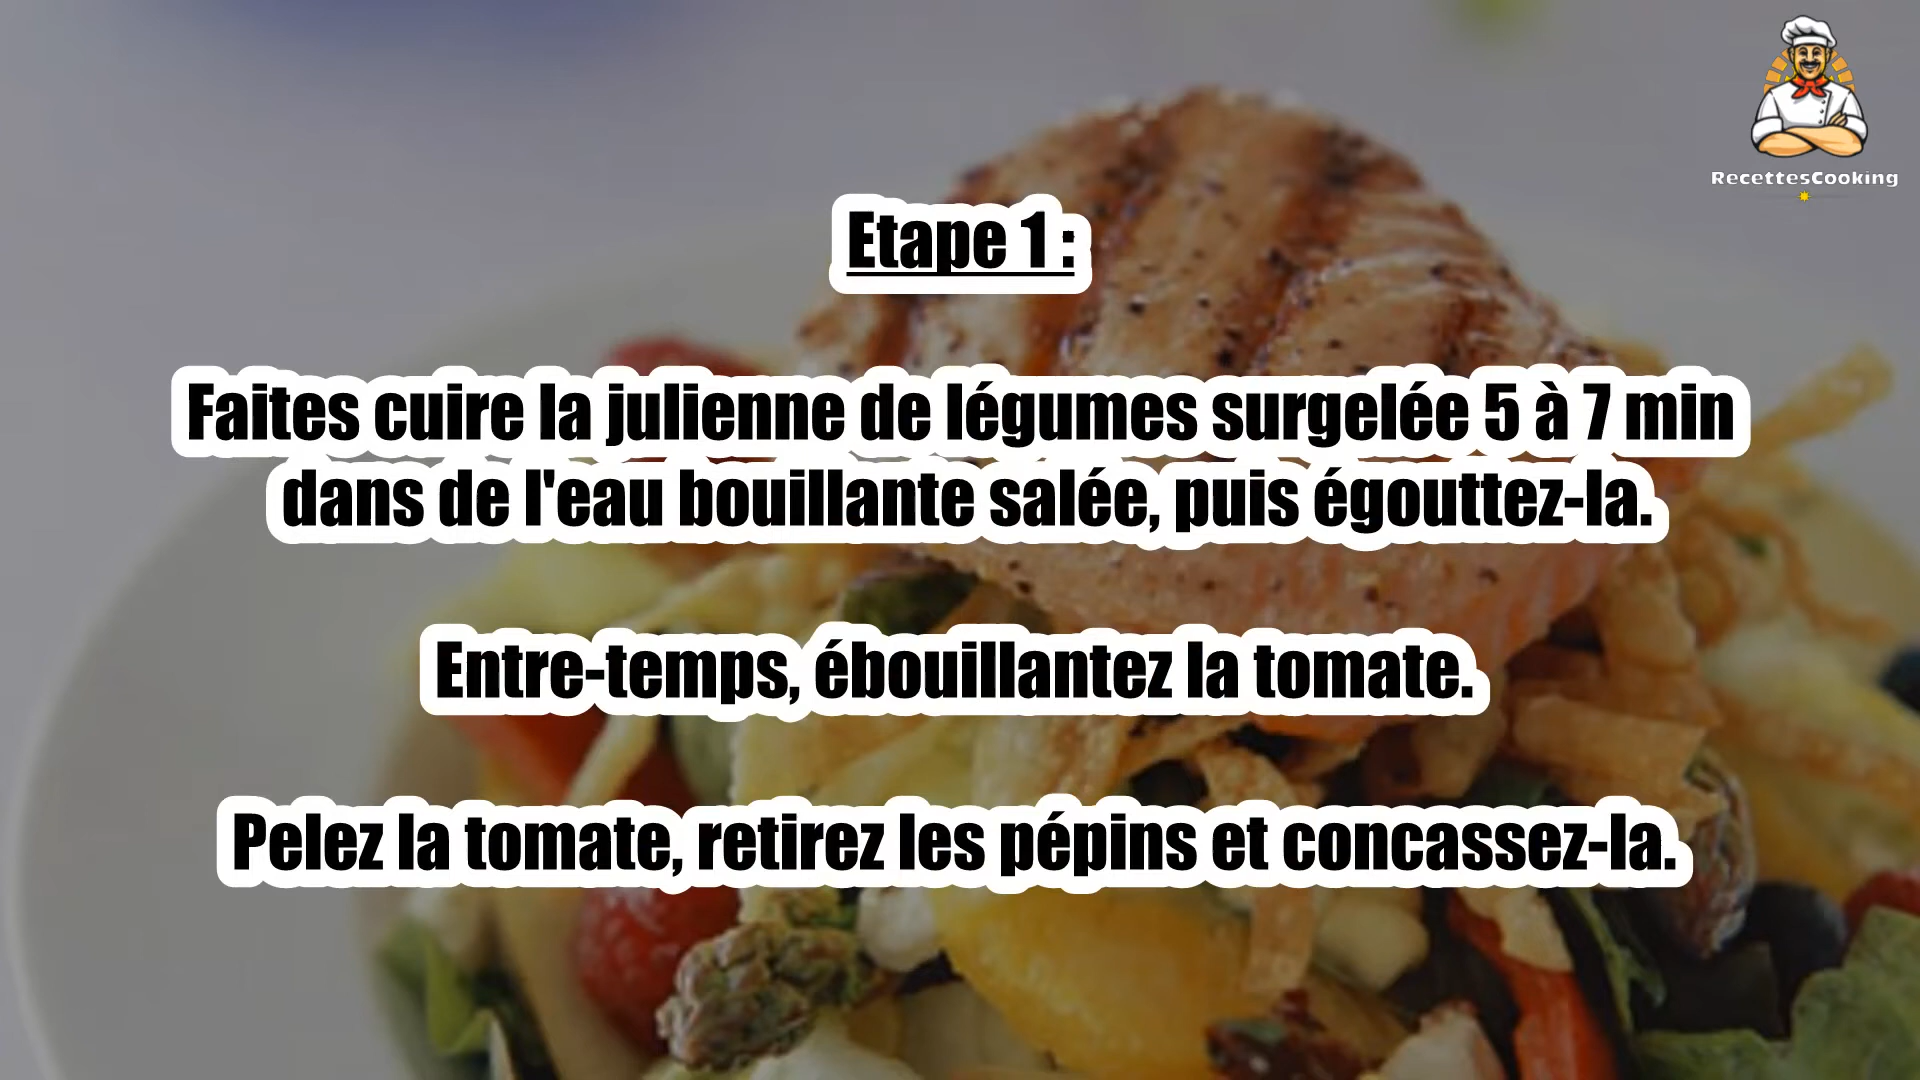 RecettesCooking
Etape 1 :
Faites cuire la julienne de légumes surgelée 5 à 7 min
dans de l'eau bouillante salée, puis égouttez-la.
Entre-temps, ébouillantez la tomate.
Pelez la tomate, retirez les pépins et concassez-la.